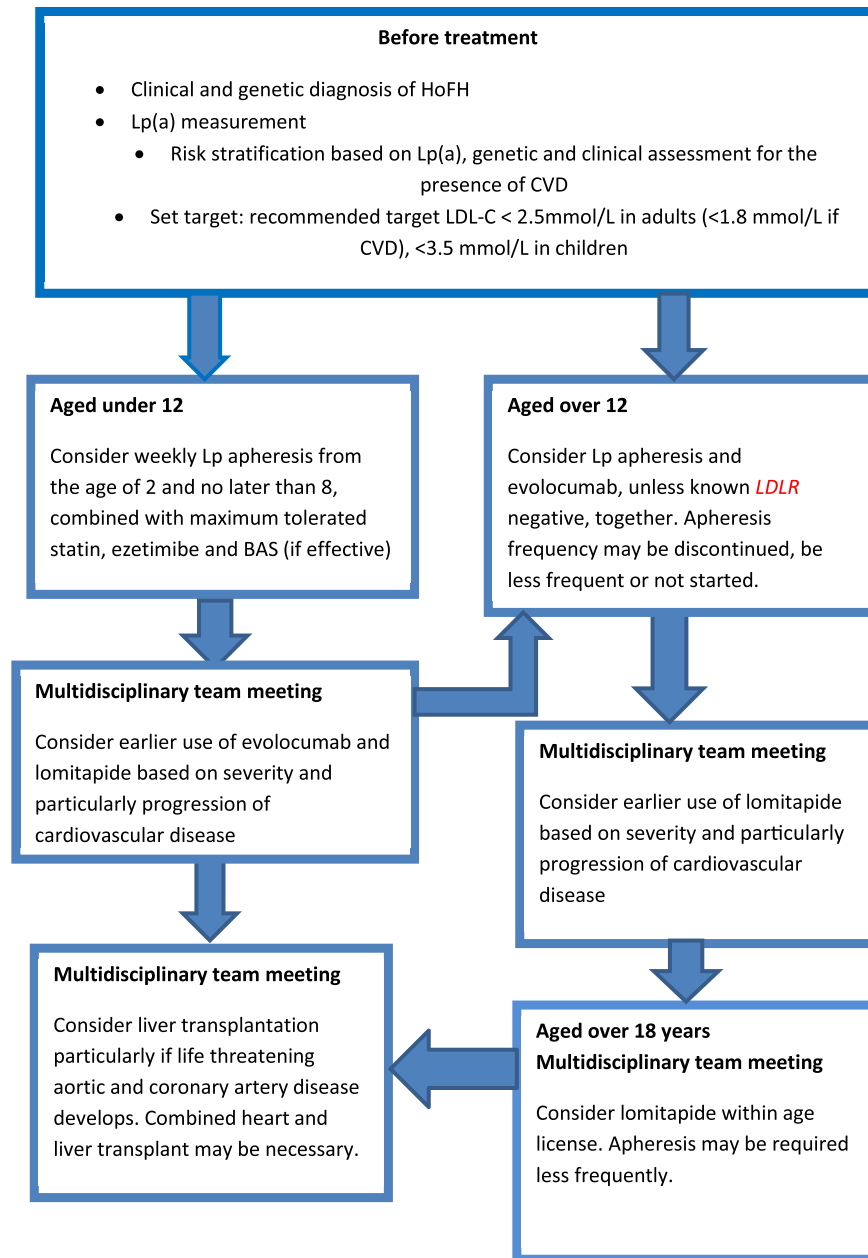 Before treatment
• Clinical and genetic diagnosis of HoFH
• Lp(a) measurement
• Risk stratification based on Lp(a), genetic and clinical assessment for the
presence of CVD
• Set target: recommended target LDL-C < 2.5mmol/L in adults (<1.8 mmol/L if
CVD), <3.5 mmol/L in children
Aged under 12
Consider weekly Lp apheresis from
the age of 2 and no later than 8,
combined with maximum tolerated
statin, ezetimibe and BAS (if effective)
Aged over 12
Consider Lp apheresis and
evolocumab, unless known LDLR
negative, together. Apheresis
frequency may be discontinued, be
less frequent or not started.
Multidisciplinary team meeting
Consider earlier use of evolocumab and
lomitapide based on severity and
particularly progression of
cardiovascular disease
Multidisciplinary team meeting
Consider earlier use of lomitapide
based on severity and particularly
progression of cardiovascular
disease
Multidisciplinary team meeting
Consider liver transplantation
particularly if life threatening
aortic and coronary artery disease
develops. Combined heart and
liver transplant may be necessary.
Aged over 18 years
Multidisciplinary team meeting
Consider lomitapide within age
license. Apheresis may be required
less frequently.